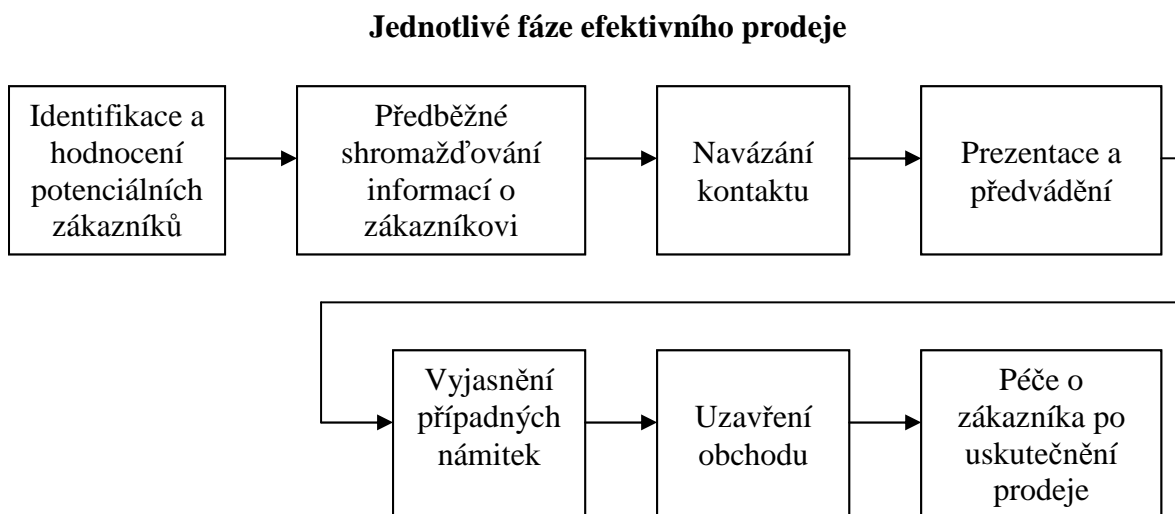 Jednotlivé fáze efektivního prodeje
Identifikace a
hodnocení
potenciálních
zákazníků
Předběžné
shromažďování
informací o
zákazníkovi
Navázání
kontaktu
Prezentace a
předvádění
Vyjasnění
případných
námitek
Uzavření
obchodu
Péče o
zákazníka po
uskutečnění
prodeje